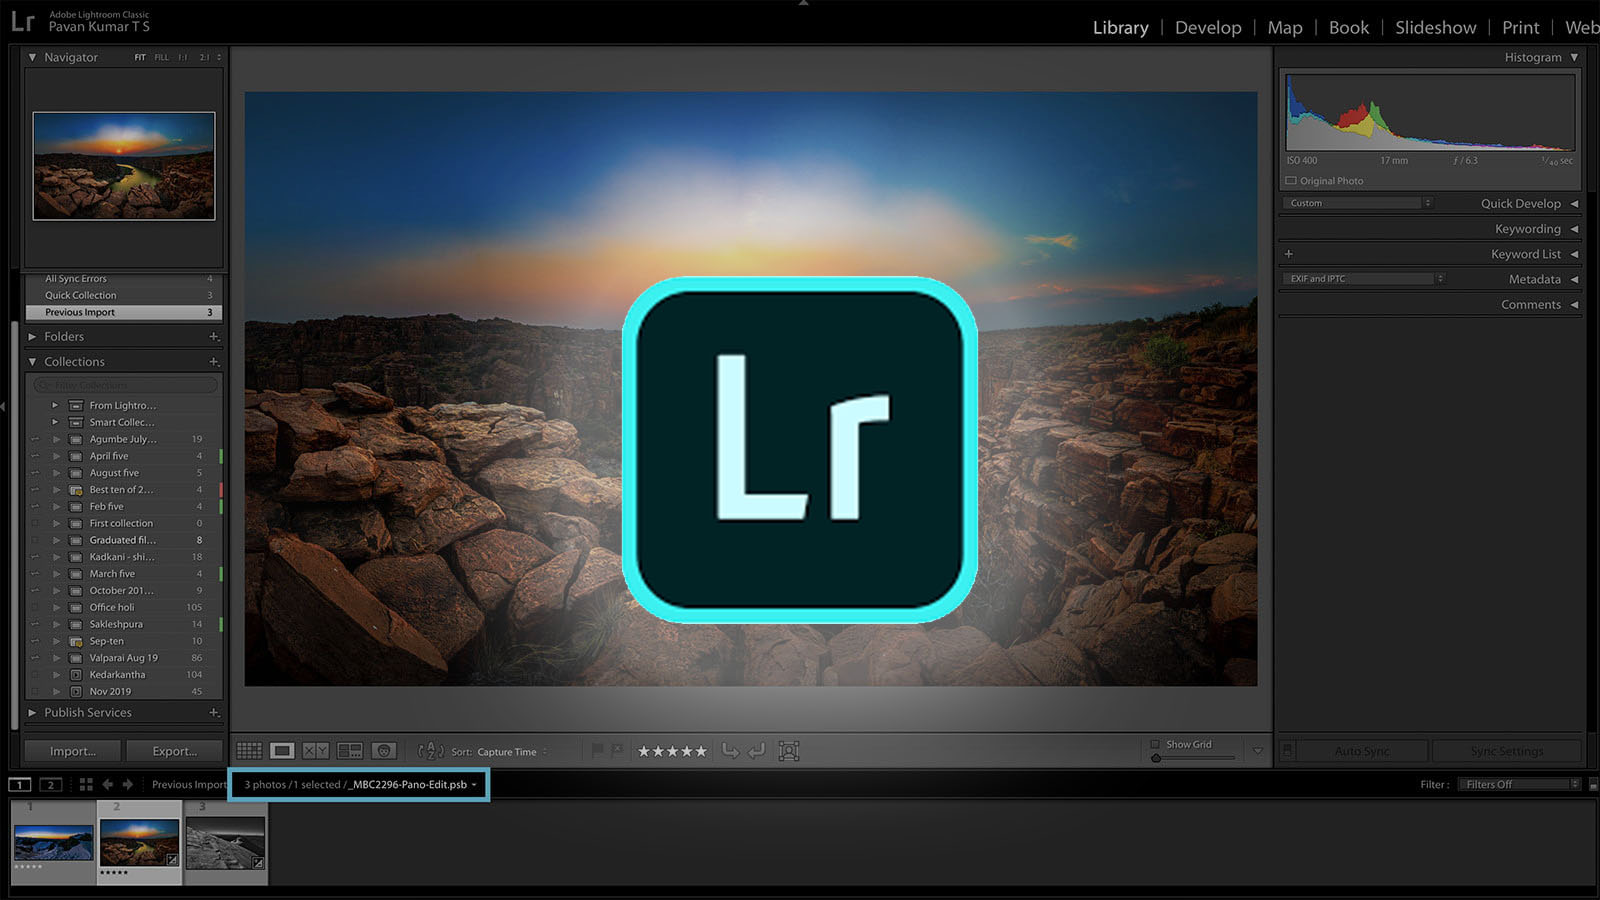 Lr
Adobe Lightroom Classic
Pavan Kumar T S
Library | Develop | Map | Book | Slideshow | Print | Web
Navigator FIT FILL 1:1 2:1
All Sync Errors 4
Quick Collection 3
Previous Import 3
Folders
Collections
Filter Collections
From Lightro...
Smart Collec...
Agumbe July... 19
April five 4
August five 5
Best ten of 2... 4
Feb five 4
First collection 0
Graduated fil... 8
Kadkani - shi... 18
March five 4
October 201... 9
Office holi 105
Sakleshpura 14
Sep-ten 10
Valparai Aug 19 86
Kedarkantha 104
Nov 2019 45
Publish Services
Import... Export...
Lr
Histogram
ISO 400 17 mm ƒ / 6.3 1/40 sec
Original Photo
Custom Quick Develop
Keywording
Keyword List
EXIF and IPTC Metadata
Comments
XY Sort: Capture Time Show Grid
Auto Sync Sync Settings
1 2 Previous Import 3 photos /1 selected /_MBC2296-Pano-Edit.psb
Filter : Filters Off
1 2 3